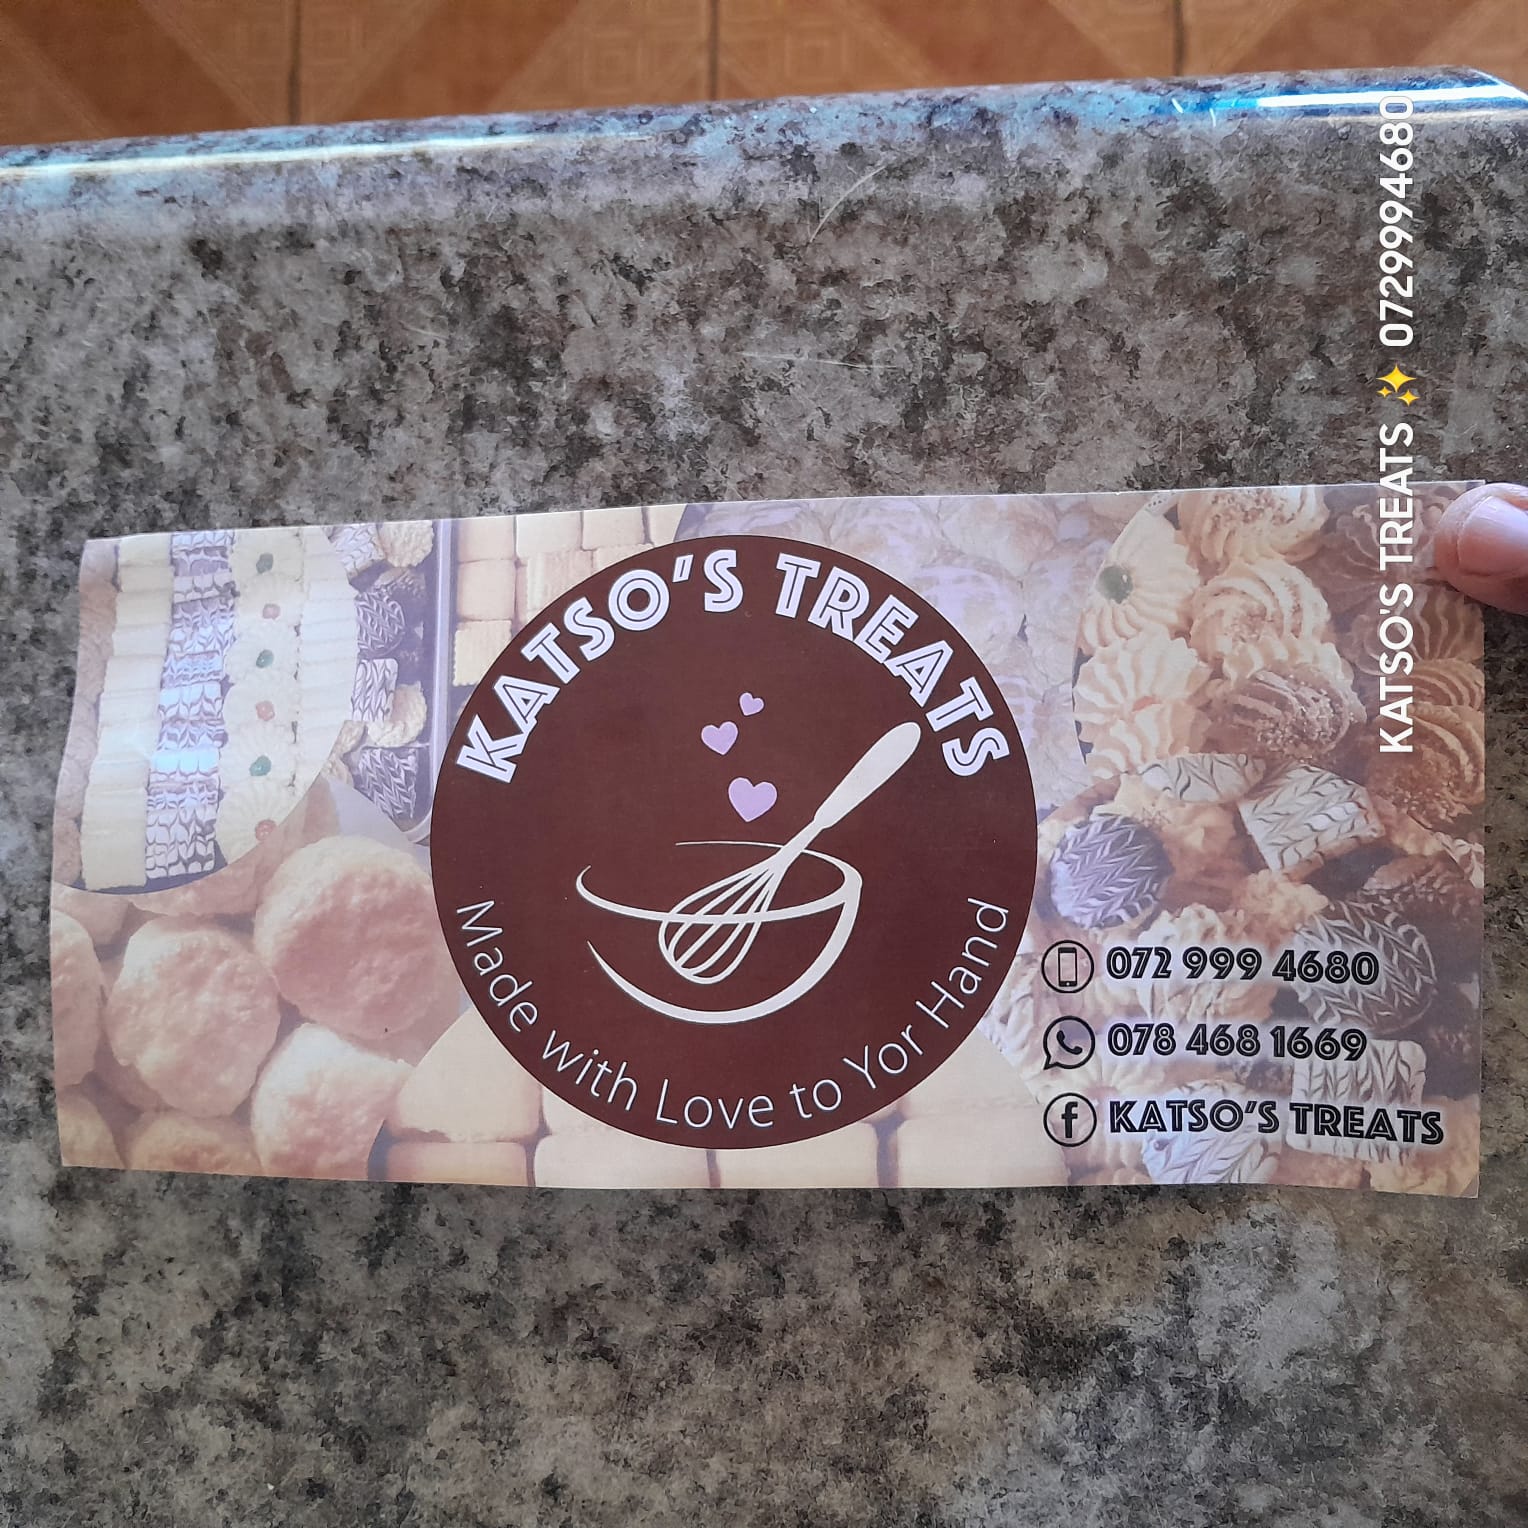 KATSO'S TREATS
Made with Love to Yor Hand
072 999 4680
078 468 1669
KATSO'S TREATS
KATSO'S TREATS ✨ 0729994680